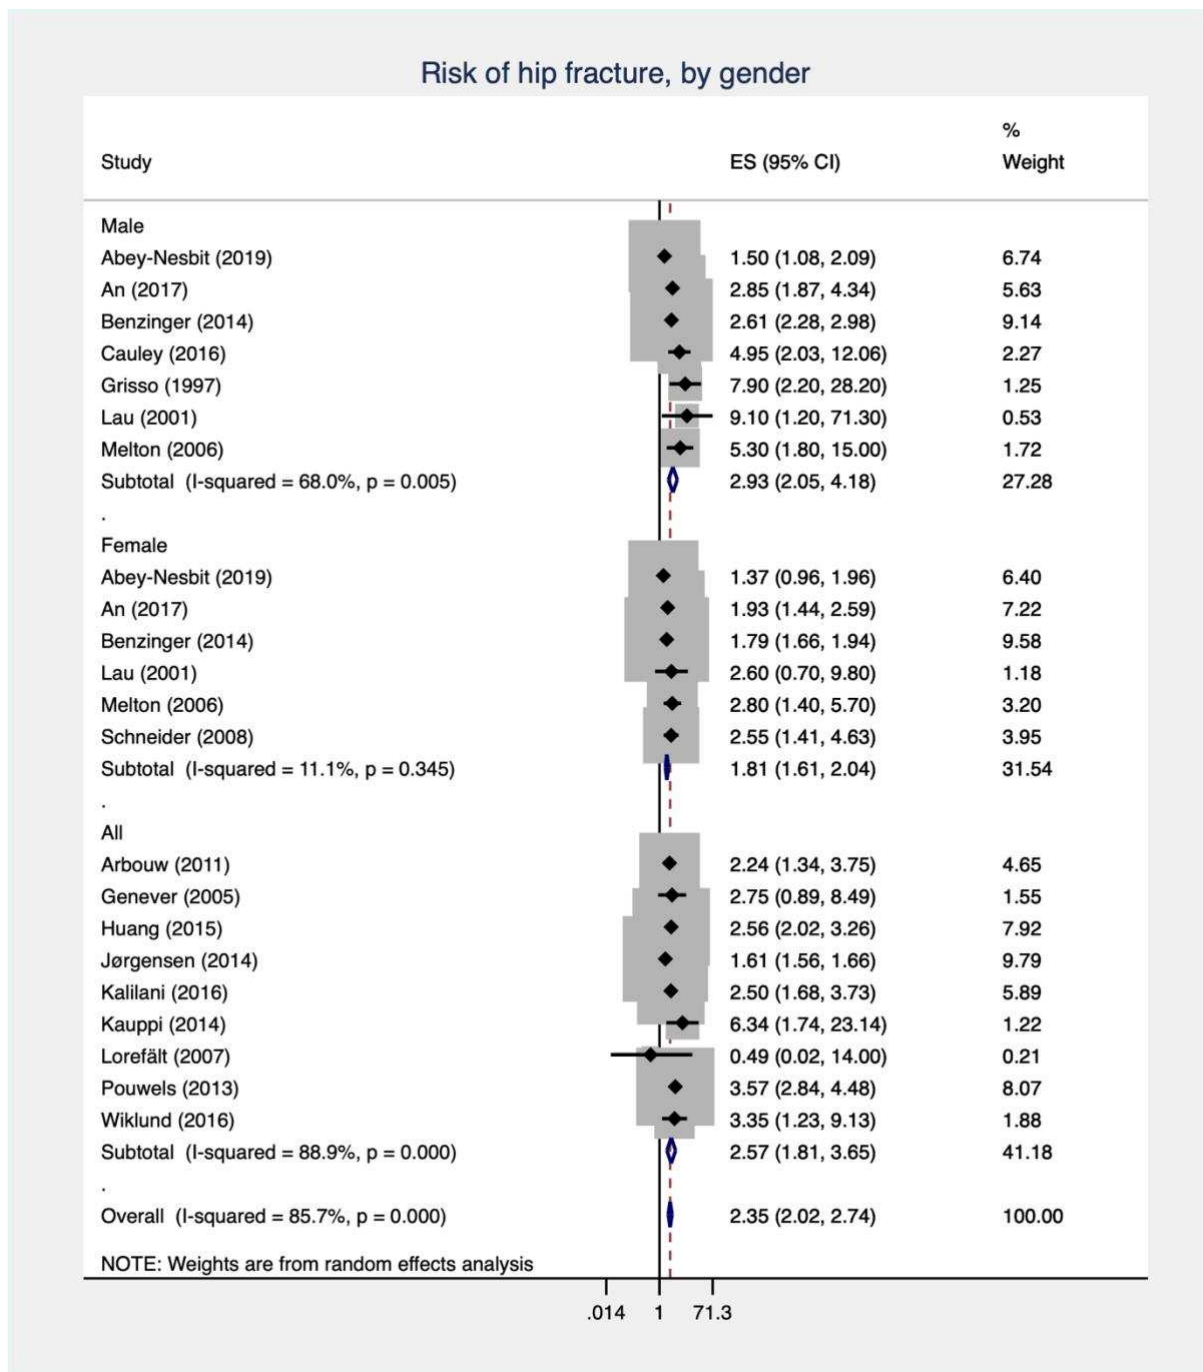 Risk of hip fracture, by gender
%
Study ES (95% CI) Weight
Male
Abey-Nesbit (2019) 1.50 (1.08, 2.09) 6.74
An (2017) 2.85 (1.87, 4.34) 5.63
Benzinger (2014) 2.61 (2.28, 2.98) 9.14
Cauley (2016) 4.95 (2.03, 12.06) 2.27
Grisso (1997) 7.90 (2.20, 28.20) 1.25
Lau (2001) 9.10 (1.20, 71.30) 0.53
Melton (2006) 5.30 (1.80, 15.00) 1.72
Subtotal (I-squared = 68.0%, p = 0.005) 2.93 (2.05, 4.18) 27.28
.
Female
Abey-Nesbit (2019) 1.37 (0.96, 1.96) 6.40
An (2017) 1.93 (1.44, 2.59) 7.22
Benzinger (2014) 1.79 (1.66, 1.94) 9.58
Lau (2001) 2.60 (0.70, 9.80) 1.18
Melton (2006) 2.80 (1.40, 5.70) 3.20
Schneider (2008) 2.55 (1.41, 4.63) 3.95
Subtotal (I-squared = 11.1%, p = 0.345) 1.81 (1.61, 2.04) 31.54
.
All
Arbouw (2011) 2.24 (1.34, 3.75) 4.65
Genever (2005) 2.75 (0.89, 8.49) 1.55
Huang (2015) 2.56 (2.02, 3.26) 7.92
Jørgensen (2014) 1.61 (1.56, 1.66) 9.79
Kalilani (2016) 2.50 (1.68, 3.73) 5.89
Kauppi (2014) 6.34 (1.74, 23.14) 1.22
Lorefält (2007) 0.49 (0.02, 14.00) 0.21
Pouwels (2013) 3.57 (2.84, 4.48) 8.07
Wiklund (2016) 3.35 (1.23, 9.13) 1.88
Subtotal (I-squared = 88.9%, p = 0.000) 2.57 (1.81, 3.65) 41.18
.
Overall (I-squared = 85.7%, p = 0.000) 2.35 (2.02, 2.74) 100.00
NOTE: Weights are from random effects analysis
.014 1 71.3